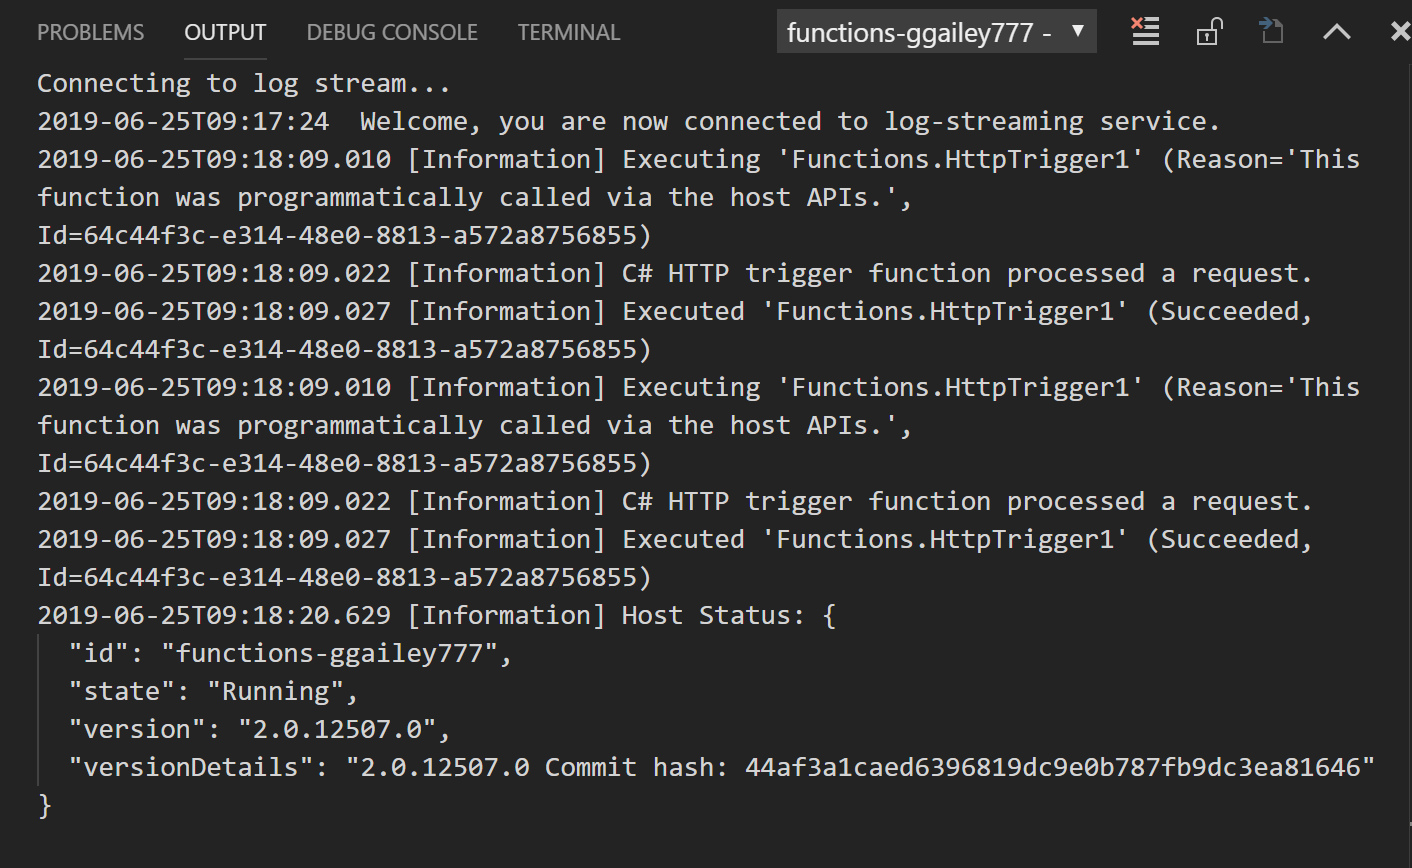 PROBLEMS OUTPUT DEBUG CONSOLE TERMINAL functions-ggailey777 -
Connecting to log stream...
2019-06-25T09:17:24  Welcome, you are now connected to log-streaming service.
2019-06-25T09:18:09.010 [Information] Executing 'Functions.HttpTrigger1' (Reason='This
function was programmatically called via the host APIs.',
Id=64c44f3c-e314-48e0-8813-a572a8756855)
2019-06-25T09:18:09.022 [Information] C# HTTP trigger function processed a request.
2019-06-25T09:18:09.027 [Information] Executed 'Functions.HttpTrigger1' (Succeeded,
Id=64c44f3c-e314-48e0-8813-a572a8756855)
2019-06-25T09:18:09.010 [Information] Executing 'Functions.HttpTrigger1' (Reason='This
function was programmatically called via the host APIs.',
Id=64c44f3c-e314-48e0-8813-a572a8756855)
2019-06-25T09:18:09.022 [Information] C# HTTP trigger function processed a request.
2019-06-25T09:18:09.027 [Information] Executed 'Functions.HttpTrigger1' (Succeeded,
Id=64c44f3c-e314-48e0-8813-a572a8756855)
2019-06-25T09:18:20.629 [Information] Host Status: {
  "id": "functions-ggailey777",
  "state": "Running",
  "version": "2.0.12507.0",
  "versionDetails": "2.0.12507.0 Commit hash: 44af3a1caed6396819dc9e0b787fb9dc3ea81646"
}